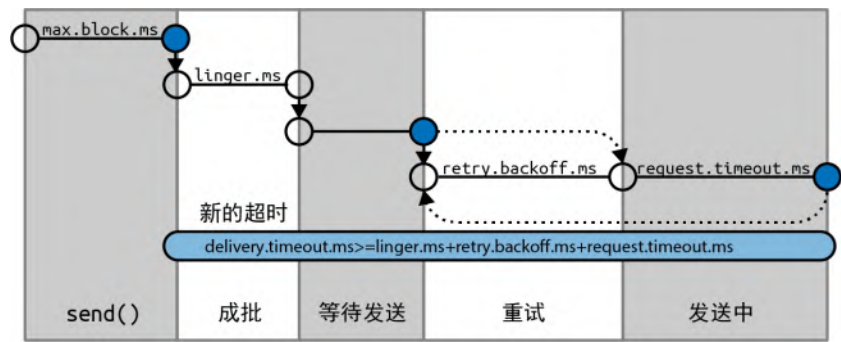 max.block.ms
linger.ms
retry.backoff.ms
request.timeout.ms
新的超时
delivery.timeout.ms>=linger.ms+retry.backoff.ms+request.timeout.ms
send()
成批
等待发送
重试
发送中